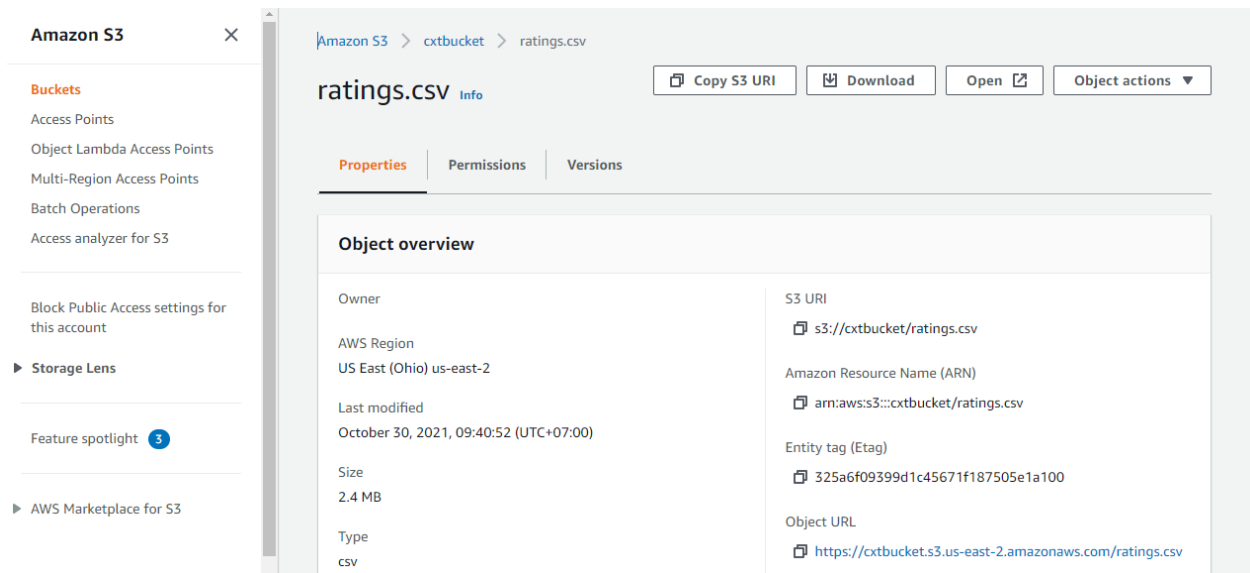 Amazon S3
Buckets
Access Points
Object Lambda Access Points
Multi-Region Access Points
Batch Operations
Access analyzer for S3
Block Public Access settings for
this account
Storage Lens
Feature spotlight 3
AWS Marketplace for S3
Amazon S3 > cxtbucket > ratings.csv
ratings.csv Info
Copy S3 URI Download Open Object actions
Properties Permissions Versions
Object overview
Owner
AWS Region
US East (Ohio) us-east-2
Last modified
October 30, 2021, 09:40:52 (UTC+07:00)
Size
2.4 MB
Type
csv
S3 URI
s3://cxtbucket/ratings.csv
Amazon Resource Name (ARN)
arn:aws:s3:::cxtbucket/ratings.csv
Entity tag (Etag)
325a6f09399d1c45671f187505e1a100
Object URL
https://cxtbucket.s3.us-east-2.amazonaws.com/ratings.csv